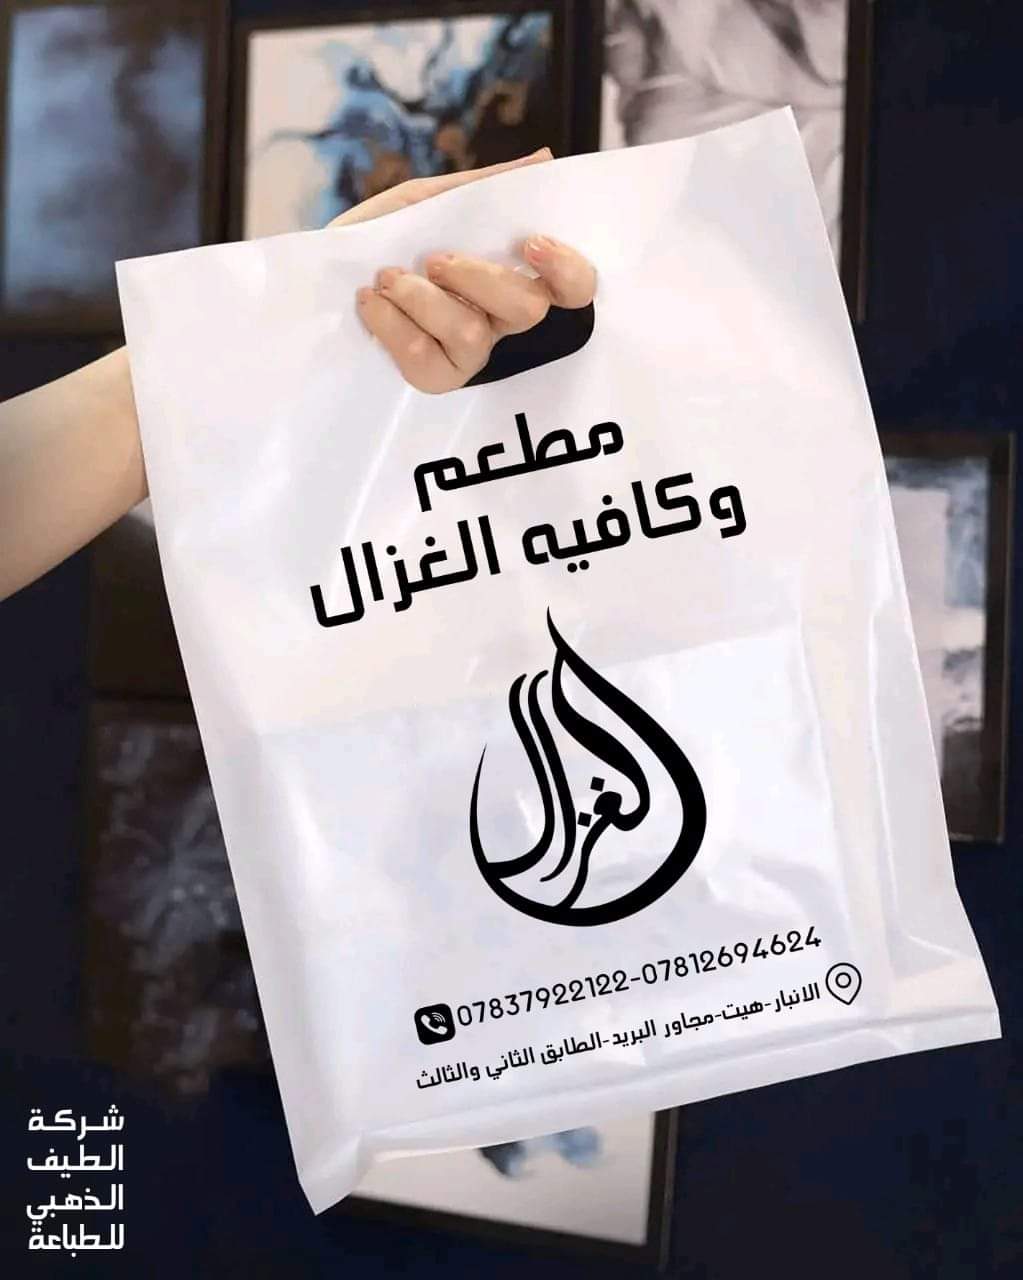 مطعم
وكافيه الغزال
الغزال
07837922122-07812694624
الانبار-هيت-مجاور البريد-الطابق الثاني والثالث
شركة
الطيف
الذهبي
للطباعة